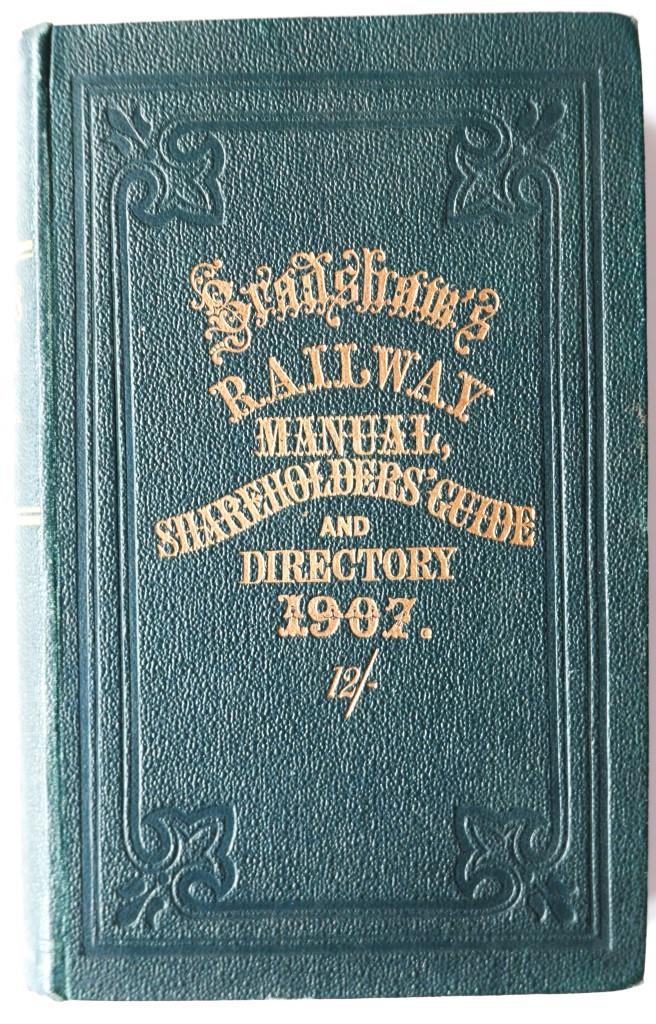 Bradshaw's
RAILWAY
MANUAL,
SHAREHOLDERS' GUIDE
AND
DIRECTORY
1907.
12/-